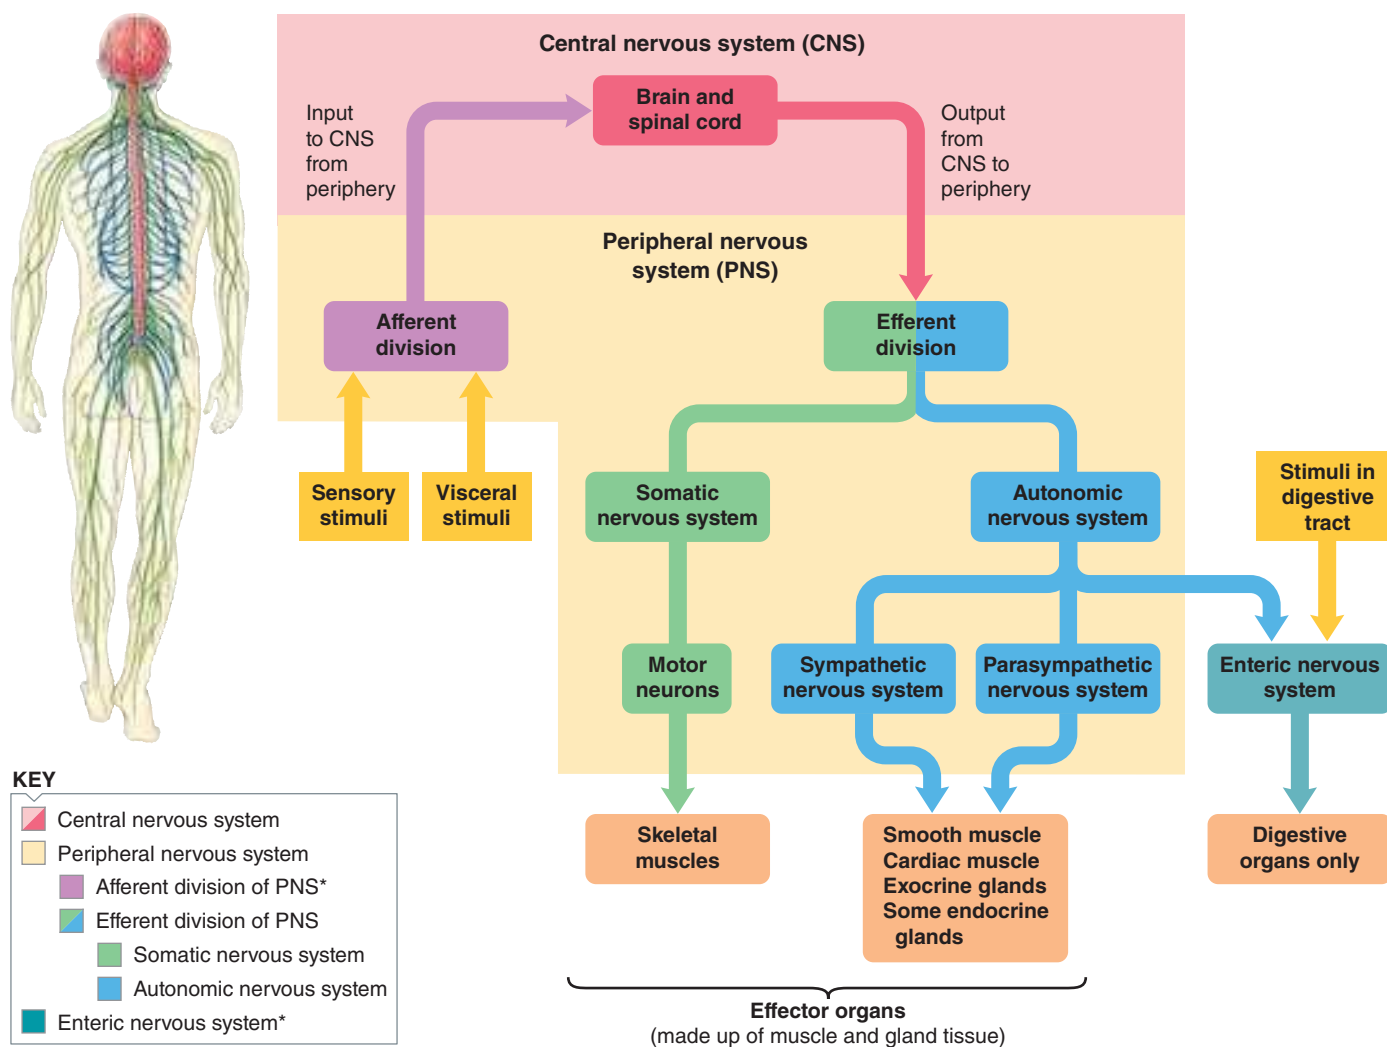 Central nervous system (CNS)
Input
to CNS
from
periphery
Brain and
spinal cord
Output
from
CNS to
periphery
Peripheral nervous
system (PNS)
Afferent
division
Efferent
division
Sensory
stimuli
Visceral
stimuli
Somatic
nervous system
Autonomic
nervous system
Stimuli in
digestive
tract
Motor
neurons
Sympathetic
nervous system
Parasympathetic
nervous system
Enteric nervous
system
Skeletal
muscles
Smooth muscle
Cardiac muscle
Exocrine glands
Some endocrine
glands
Digestive
organs only
Effector organs
(made up of muscle and gland tissue)
KEY
Central nervous system
Peripheral nervous system
Afferent division of PNS*
Efferent division of PNS
Somatic nervous system
Autonomic nervous system
Enteric nervous system*